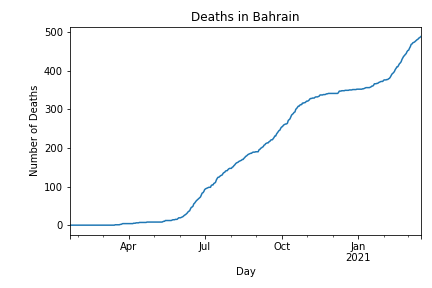 Deaths in Bahrain
Number of Deaths
500
400
300
200
100
0
Apr
Jul
Oct
Jan
2021
Day